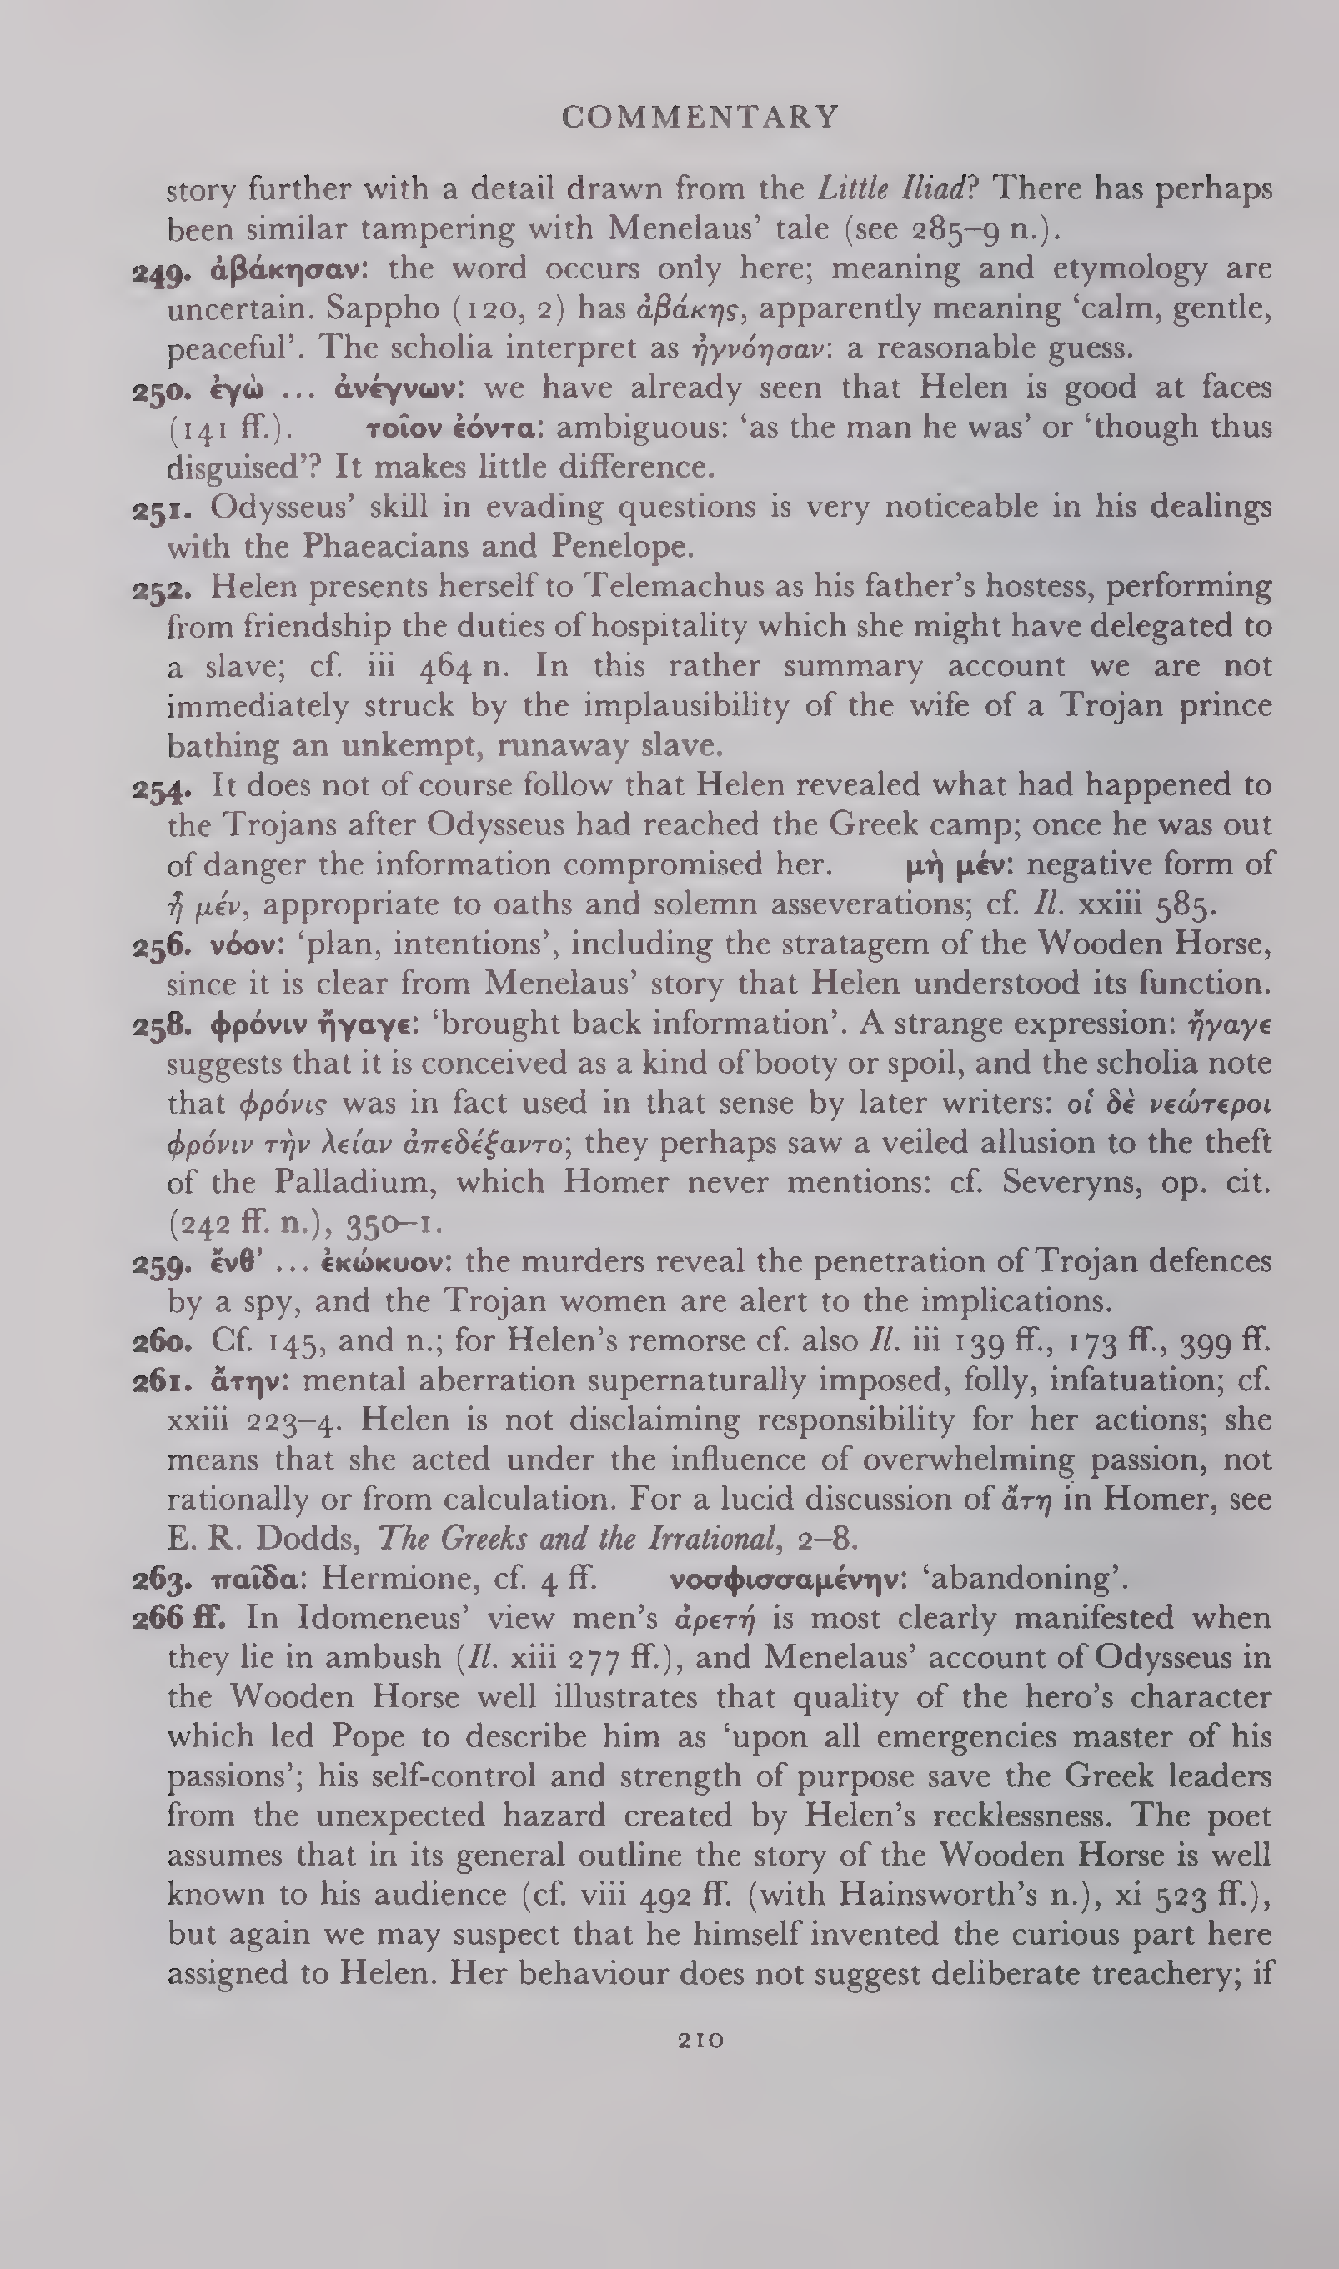 COMMENTARY
story further with a detail drawn from the Little Iliad? There has perhaps
been similar tampering with Menelaus’ tale (see 285–9 n.).
249. ἀβάκησαν: the word occurs only here; meaning and etymology are
uncertain. Sappho (120, 2) has ἀβάκης, apparently meaning ‘calm, gentle,
peaceful’. The scholia interpret as ἠγνόησαν: a reasonable guess.
250. ἐγὼ ... ἀνέγνων: we have already seen that Helen is good at faces
(141 ff.). τοῖον ἐόντα: ambiguous: ‘as the man he was’ or ‘though thus
disguised’? It makes little difference.
251. Odysseus’ skill in evading questions is very noticeable in his dealings
with the Phaeacians and Penelope.
252. Helen presents herself to Telemachus as his father’s hostess, performing
from friendship the duties of hospitality which she might have delegated to
a slave; cf. iii 464 n. In this rather summary account we are not
immediately struck by the implausibility of the wife of a Trojan prince
bathing an unkempt, runaway slave.
254. It does not of course follow that Helen revealed what had happened to
the Trojans after Odysseus had reached the Greek camp; once he was out
of danger the information compromised her. μὴ μέν: negative form of
ἦ μέν, appropriate to oaths and solemn asseverations; cf. Il. xxiii 585.
256. νόον: ‘plan, intentions’, including the stratagem of the Wooden Horse,
since it is clear from Menelaus’ story that Helen understood its function.
258. φρόνιν ἤγαγε: ‘brought back information’. A strange expression: ἤγαγε
suggests that it is conceived as a kind of booty or spoil, and the scholia note
that φρόνις was in fact used in that sense by later writers: οἱ δὲ νεώτεροι
φρόνιν τὴν λείαν ἀπεδέξαντο; they perhaps saw a veiled allusion to the theft
of the Palladium, which Homer never mentions: cf. Severyns, op. cit.
(242 ff. n.), 350–1.
259. ἔνθ’ ... ἐκώκυον: the murders reveal the penetration of Trojan defences
by a spy, and the Trojan women are alert to the implications.
260. Cf. 145, and n.; for Helen’s remorse cf. also Il. iii 139 ff., 173 ff., 399 ff.
261. ἄτην: mental aberration supernaturally imposed, folly, infatuation; cf.
xxiii 223–4. Helen is not disclaiming responsibility for her actions; she
means that she acted under the influence of overwhelming passion, not
rationally or from calculation. For a lucid discussion of ἄτη in Homer, see
E. R. Dodds, The Greeks and the Irrational, 2–8.
263. παῖδα: Hermione, cf. 4 ff. νοσφισσαμένην: ‘abandoning’.
266 ff. In Idomeneus’ view men’s ἀρετή is most clearly manifested when
they lie in ambush (Il. xiii 277 ff.), and Menelaus’ account of Odysseus in
the Wooden Horse well illustrates that quality of the hero’s character
which led Pope to describe him as ‘upon all emergencies master of his
passions’; his self-control and strength of purpose save the Greek leaders
from the unexpected hazard created by Helen’s recklessness. The poet
assumes that in its general outline the story of the Wooden Horse is well
known to his audience (cf. viii 492 ff. (with Hainsworth’s n.), xi 523 ff.),
but again we may suspect that he himself invented the curious part here
assigned to Helen. Her behaviour does not suggest deliberate treachery; if
210